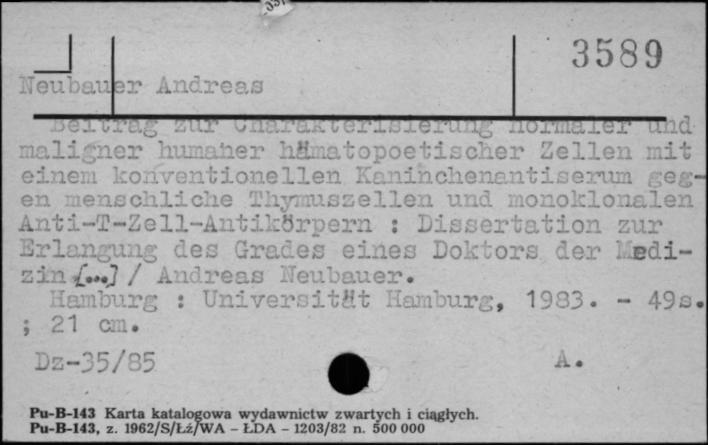 3589
Neubauer Andreas
Beitrag zur Charakterisierung normaler und
maligner humaner hämatopoetischer Zellen mit
einem konventionellen Kaninchenantiserum geg-
en menschliche Thymuszellen und monoklonalen
Anti-T-Zell-Antikörpern : Dissertation zur
Erlangung des Grades eines Doktors der Medi-
zin [...] / Andreas Neubauer.
Hamburg : Universität Hamburg, 1983. - 49s.
; 21 cm.
Dz-35/85 A.
Pu-B-143 Karta katalogowa wydawnictw zwartych i ciągłych.
Pu-B-143, z. 1962/S/Łź/WA - ŁDA - 1203/82 n. 500 000